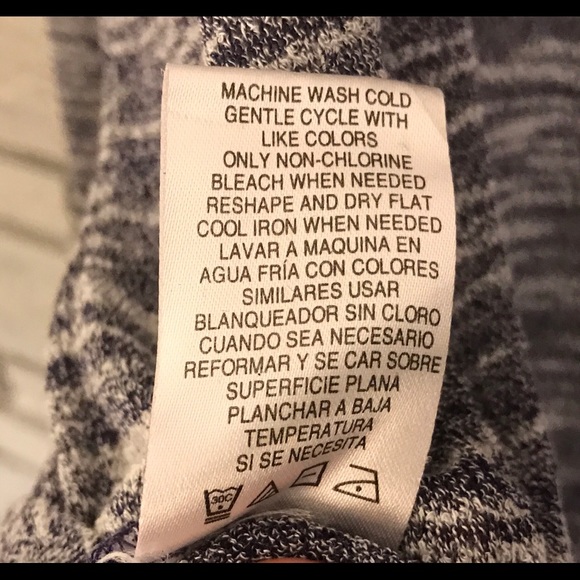 MACHINE WASH COLD
GENTLE CYCLE WITH
LIKE COLORS
ONLY NON-CHLORINE
BLEACH WHEN NEEDED
RESHAPE AND DRY FLAT
COOL IRON WHEN NEEDED
LAVAR A MAQUINA EN
AGUA FRÍA CON COLORES
SIMILARES USAR
BLANQUEADOR SIN CLORO
CUANDO SEA NECESARIO
REFORMAR Y SE CAR SOBRE
SUPERFICIE PLANA
PLANCHAR A BAJA
TEMPERATURA
SI SE NECESITA
30C